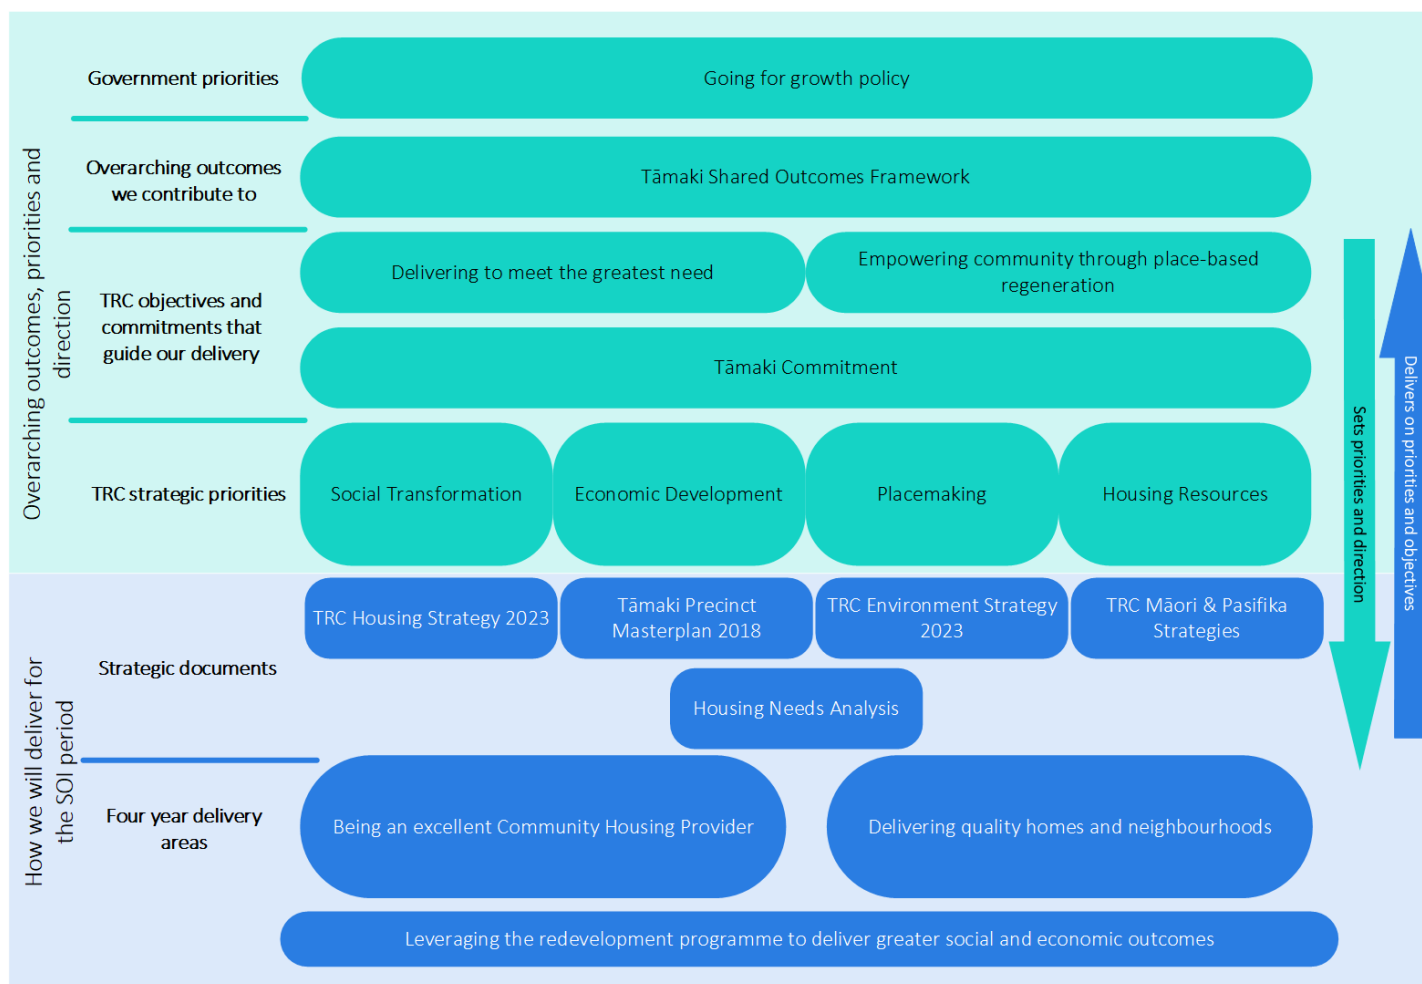 Overarching outcomes, priorities and
direction
Government priorities
Going for growth policy
Overarching outcomes
we contribute to
Tāmaki Shared Outcomes Framework
TRC objectives and
commitments that
guide our delivery
Delivering to meet the greatest need
Empowering community through place-based
regeneration
Tāmaki Commitment
TRC strategic priorities
Social Transformation
Economic Development
Placemaking
Housing Resources
How we will deliver for
the SOI period
Strategic documents
TRC Housing Strategy 2023
Tāmaki Precinct
Masterplan 2018
TRC Environment Strategy
2023
TRC Māori & Pasifika
Strategies
Housing Needs Analysis
Four year delivery
areas
Being an excellent Community Housing Provider
Delivering quality homes and neighbourhoods
Leveraging the redevelopment programme to deliver greater social and economic outcomes
Sets priorities and direction
Delivers on priorities and objectives